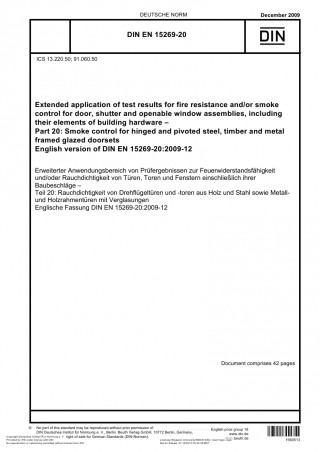 DEUTSCHE NORM
December 2009
DIN EN 15269-20
DIN
ICS 13.220.50; 91.060.50
Extended application of test results for fire resistance and/or smoke
control for door, shutter and openable window assemblies, including
their elements of building hardware –
Part 20: Smoke control for hinged and pivoted steel, timber and metal
framed glazed doorsets
English version of DIN EN 15269-20:2009-12
Erweiterter Anwendungsbereich von Prüfergebnissen zur Feuerwiderstandsfähigkeit
und/oder Rauchdichtigkeit von Türen, Toren und Fenstern einschließlich ihrer
Baubeschläge –
Teil 20: Rauchdichtigkeit von Drehflügeltüren und -toren aus Holz und Stahl sowie Metall-
und Holzrahmentüren mit Verglasungen
Englische Fassung DIN EN 15269-20:2009-12
Document comprises 42 pages
© No part of this standard may be reproduced without prior permission of
DIN Deutsches Institut für Normung e. V., Berlin. Beuth Verlag GmbH, 10772 Berlin, Germany,
right of sale for German Standards (DIN-Normen).
English price group 18
www.din.de
www.beuth.de